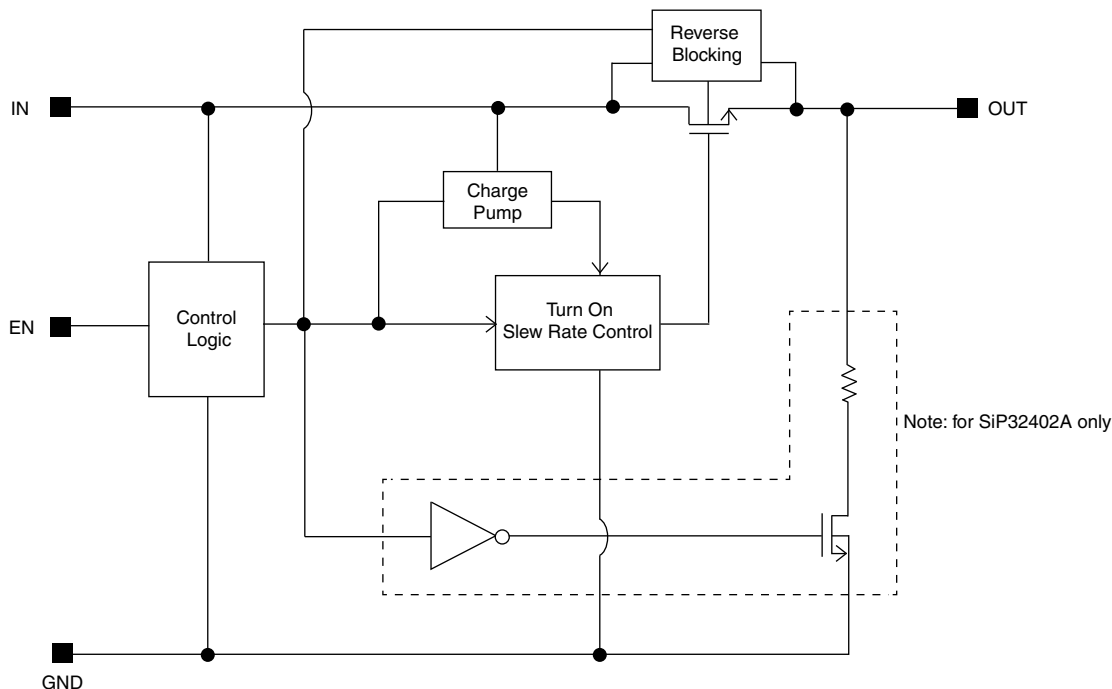 Reverse
Blocking
IN
OUT
Charge
Pump
Control
Logic
EN
Turn On
Slew Rate Control
Note: for SiP32402A only
GND